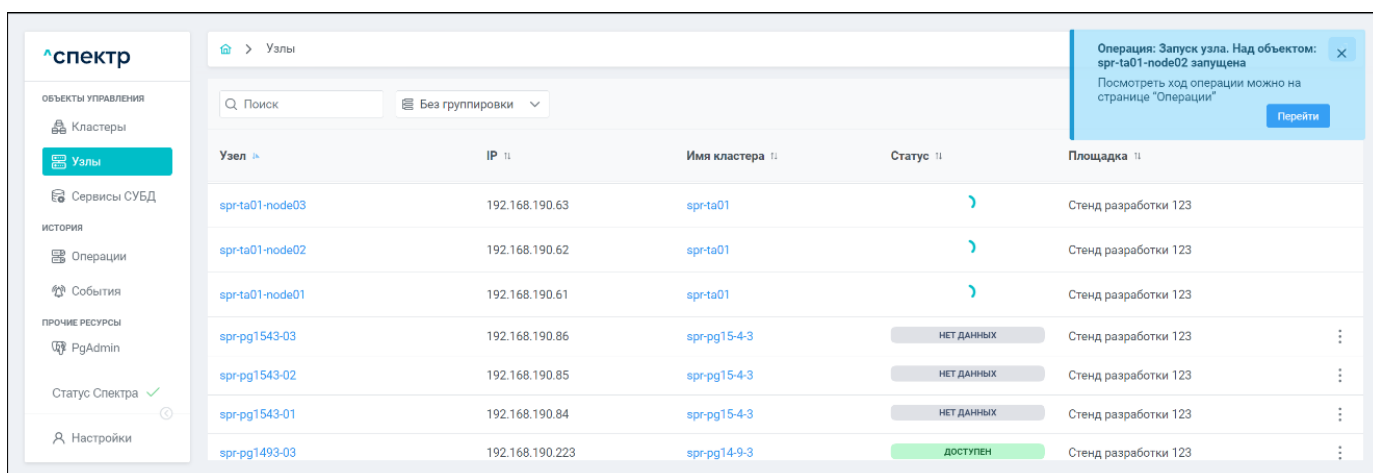 ^спектр
ОБЪЕКТЫ УПРАВЛЕНИЯ
Кластеры
Узлы
Сервисы СУБД
ИСТОРИЯ
Операции
События
ПРОЧИЕ РЕСУРСЫ
PgAdmin
Статус Спектра
Настройки
Узлы
Операция: Запуск узла. Над объектом:
spr-ta01-node02 запущена
Посмотреть ход операции можно на
странице "Операции"
Перейти
Поиск
Без группировки
Узел IP Имя кластера Статус Площадка
spr-ta01-node03 192.168.190.63 spr-ta01 Стенд разработки 123
spr-ta01-node02 192.168.190.62 spr-ta01 Стенд разработки 123
spr-ta01-node01 192.168.190.61 spr-ta01 Стенд разработки 123
spr-pg1543-03 192.168.190.86 spr-pg15-4-3 НЕТ ДАННЫХ Стенд разработки 123
spr-pg1543-02 192.168.190.85 spr-pg15-4-3 НЕТ ДАННЫХ Стенд разработки 123
spr-pg1543-01 192.168.190.84 spr-pg15-4-3 НЕТ ДАННЫХ Стенд разработки 123
spr-pg1493-03 192.168.190.223 spr-pg14-9-3 ДОСТУПЕН Стенд разработки 123